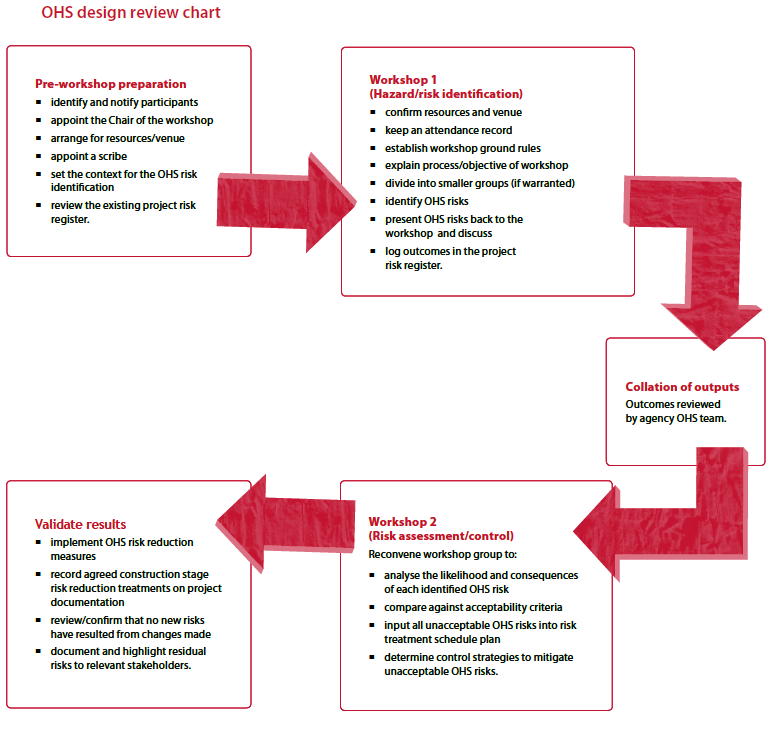 OHS design review chart
Pre-workshop preparation
▪ identify and notify participants
▪ appoint the Chair of the workshop
▪ arrange for resources/venue
▪ appoint a scribe
▪ set the context for the OHS risk
identification
▪ review the existing project risk
register.
Workshop 1
(Hazard/risk identification)
▪ confirm resources and venue
▪ keep an attendance record
▪ establish workshop ground rules
▪ explain process/objective of workshop
▪ divide into smaller groups (if warranted)
▪ identify OHS risks
▪ present OHS risks back to the
workshop and discuss
▪ log outcomes in the project
risk register.
Collation of outputs
Outcomes reviewed
by agency OHS team.
Workshop 2
(Risk assessment/control)
Reconvene workshop group to:
▪ analyse the likelihood and consequences
of each identified OHS risk
▪ compare against acceptability criteria
▪ input all unacceptable OHS risks into risk
treatment schedule plan
▪ determine control strategies to mitigate
unacceptable OHS risks.
Validate results
▪ implement OHS risk reduction
measures
▪ record agreed construction stage
risk reduction treatments on project
documentation
▪ review/confirm that no new risks
have resulted from changes made
▪ document and highlight residual
risks to relevant stakeholders.